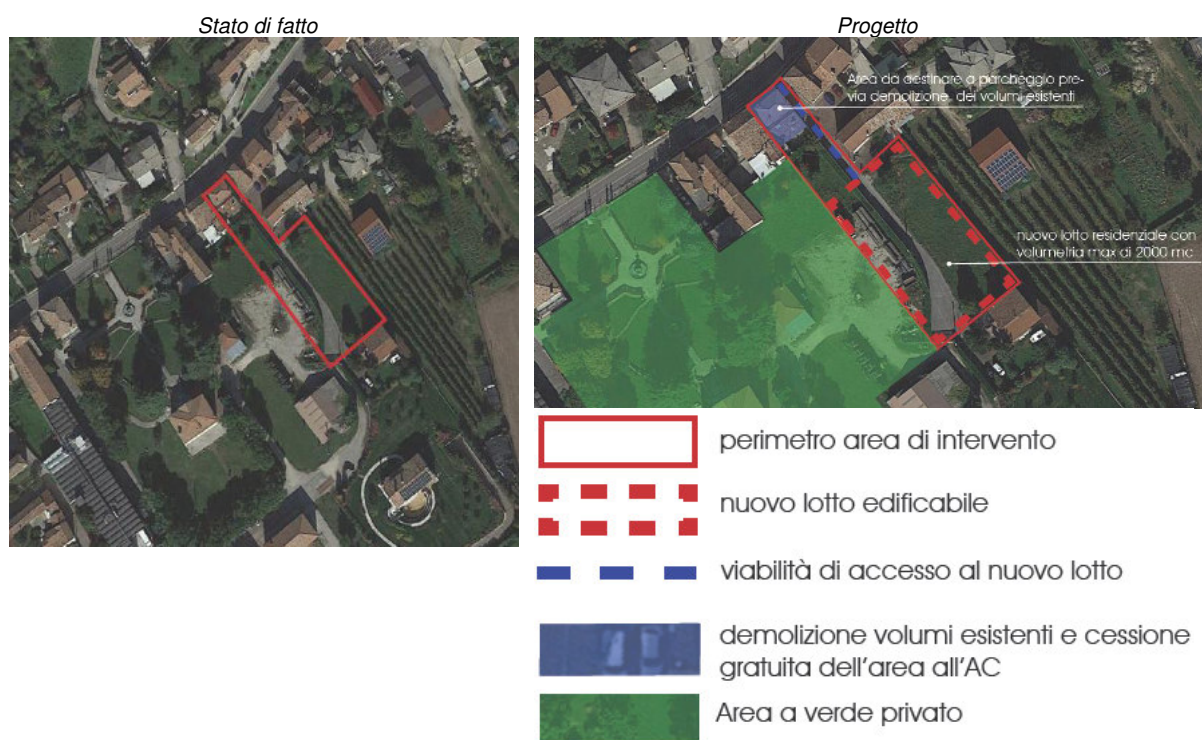 Stato di fatto
Progetto
Area da destinare a parcheggio pre-
via demolizione, dei volumi esistenti
nuovo lotto residenziale con
volumetria max di 2000 mc
perimetro area di intervento
nuovo lotto edificabile
viabilità di accesso al nuovo lotto
demolizione volumi esistenti e cessione
gratuita dell'area all'AC
Area a verde privato